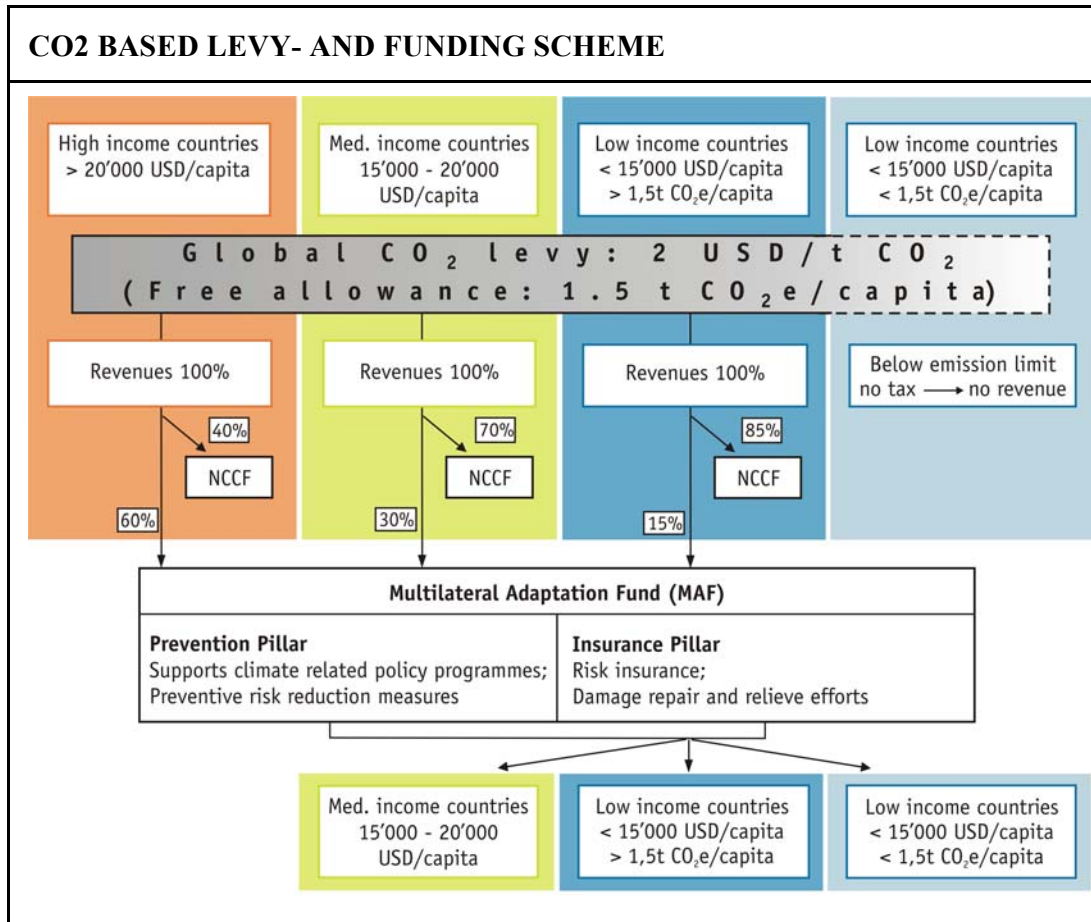 CO2 BASED LEVY- AND FUNDING SCHEME
High income countries
> 20'000 USD/capita
Med. income countries
15'000 - 20'000
USD/capita
Low income countries
< 15'000 USD/capita
> 1,5t CO₂e/capita
Low income countries
< 15'000 USD/capita
< 1,5t CO₂e/capita
Global CO₂ levy: 2 USD/t CO₂
(Free allowance: 1.5 t CO₂e/capita)
Revenues 100%
Revenues 100%
Revenues 100%
Below emission limit
no tax → no revenue
40%
70%
85%
NCCF
NCCF
NCCF
60%
30%
15%
Multilateral Adaptation Fund (MAF)
Prevention Pillar
Supports climate related policy programmes;
Preventive risk reduction measures
Insurance Pillar
Risk insurance;
Damage repair and relieve efforts
Med. income countries
15'000 - 20'000
USD/capita
Low income countries
< 15'000 USD/capita
> 1,5t CO₂e/capita
Low income countries
< 15'000 USD/capita
< 1,5t CO₂e/capita